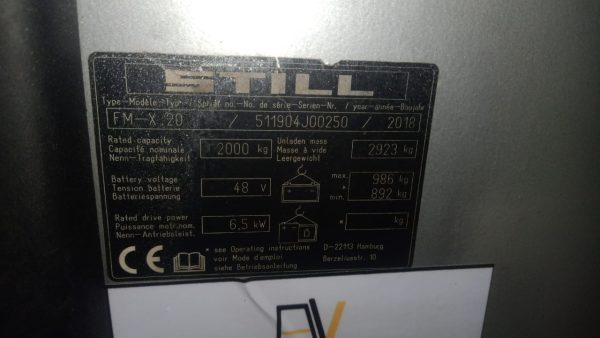 STILL
Type-Modèle-Typ / Serial no.-No. de série-Serien-Nr. / year-année-Baujahr
FM-X 20 / 511904J00250 / 2018
Rated capacity
Capacité nominale
Nenn-Tragfähigkeit
2000 kg
Unladen mass
Masse à vide
Leergewicht
2923 kg
Battery voltage
Tension batterie
Batteriespannung
48 V
max.
min.
986 kg
892 kg
Rated drive power
Puissance motr.nom.
Nenn-Antriebsleist.
6,5 kW
* kg
CE
* see Operating instructions
voir Mode d'emploi
siehe Betriebsanleitung
D-22113 Hamburg
Berzeliusstr. 10